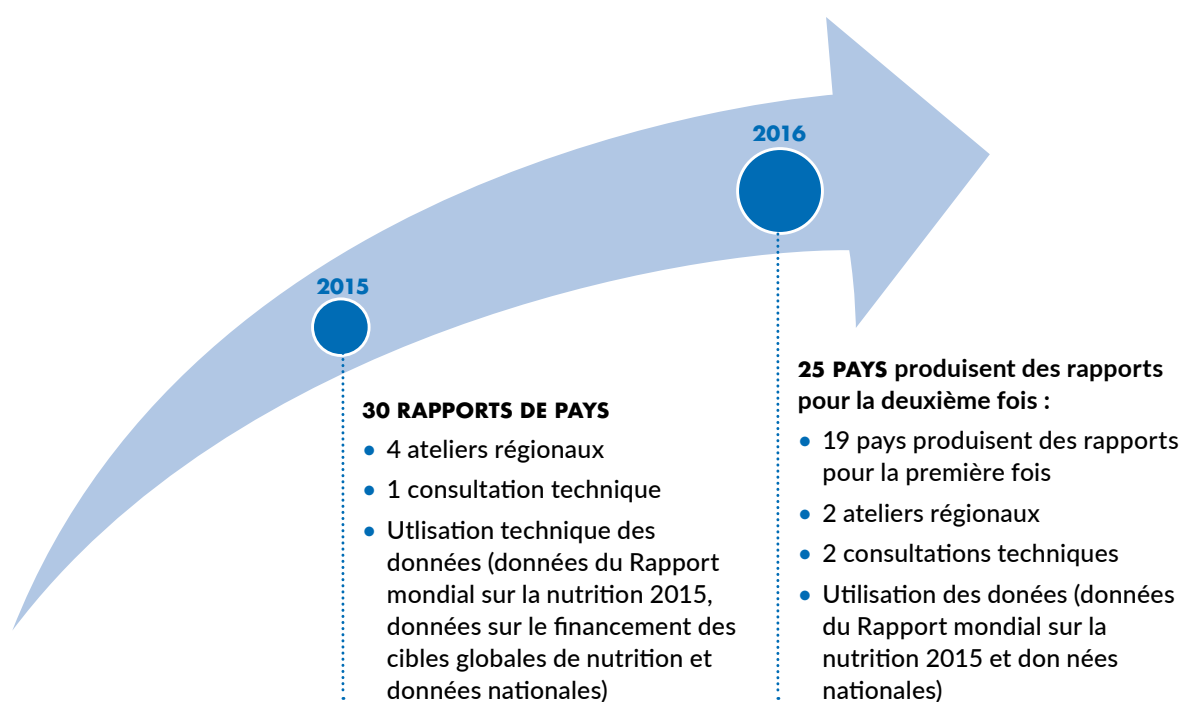 2015
30 RAPPORTS DE PAYS
• 4 ateliers régionaux
• 1 consultation technique
• Utlisation technique des
données (données du Rapport
mondial sur la nutrition 2015,
données sur le financement des
cibles globales de nutrition et
données nationales)
2016
25 PAYS produisent des rapports
pour la deuxième fois :
• 19 pays produisent des rapports
pour la première fois
• 2 ateliers régionaux
• 2 consultations techniques
• Utilisation des donées (données
du Rapport mondial sur la
nutrition 2015 et don nées
nationales)